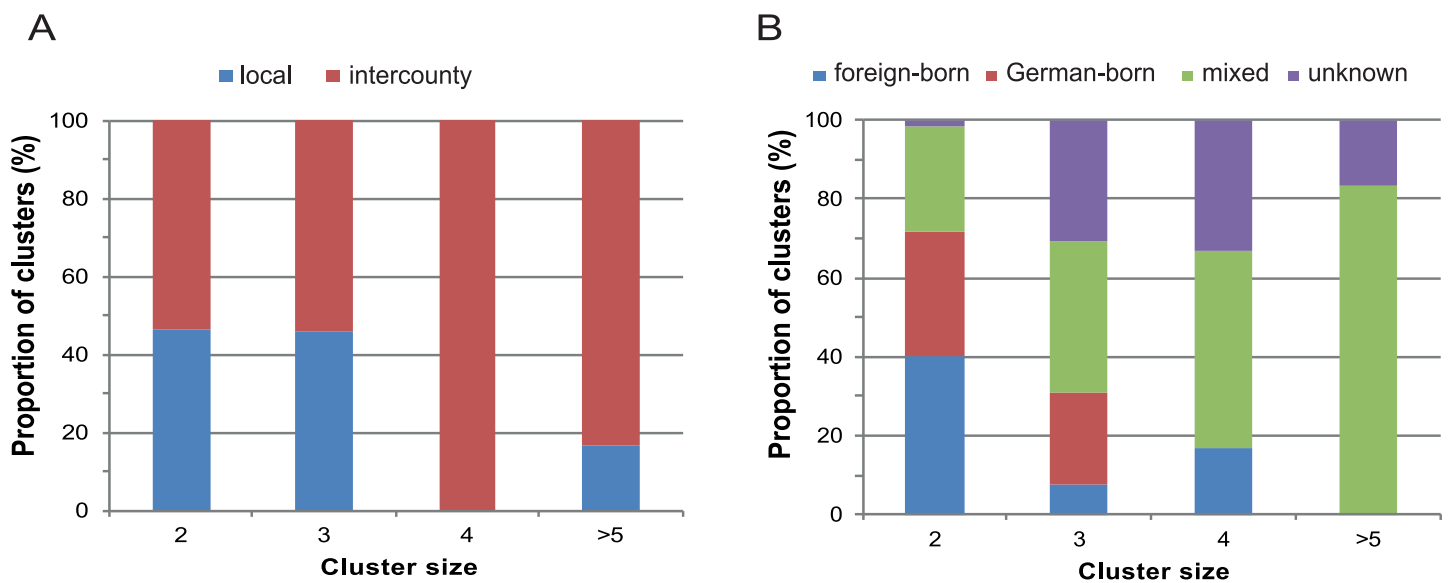 A
local intercounty
Proportion of clusters (%)
100
80
60
40
20
0
2 3 4 >5
Cluster size
B
foreign-born German-born mixed unknown
Proportion of clusters (%)
100
80
60
40
20
0
2 3 4 >5
Cluster size